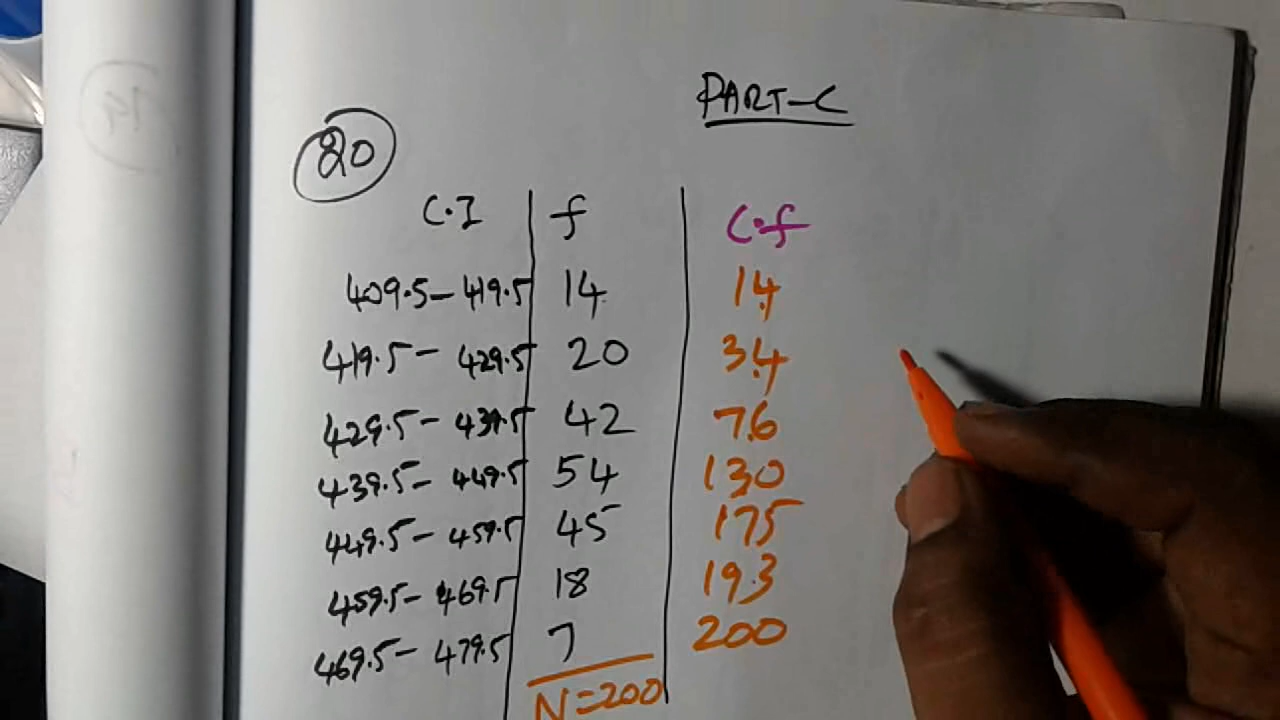 PART-C
20
C.I f C.f
409.5-419.5 14 14
419.5-429.5 20 34
429.5-439.5 42 76
439.5-449.5 54 130
449.5-459.5 45 175
459.5-469.5 18 193
469.5-479.5 7 200
N=200